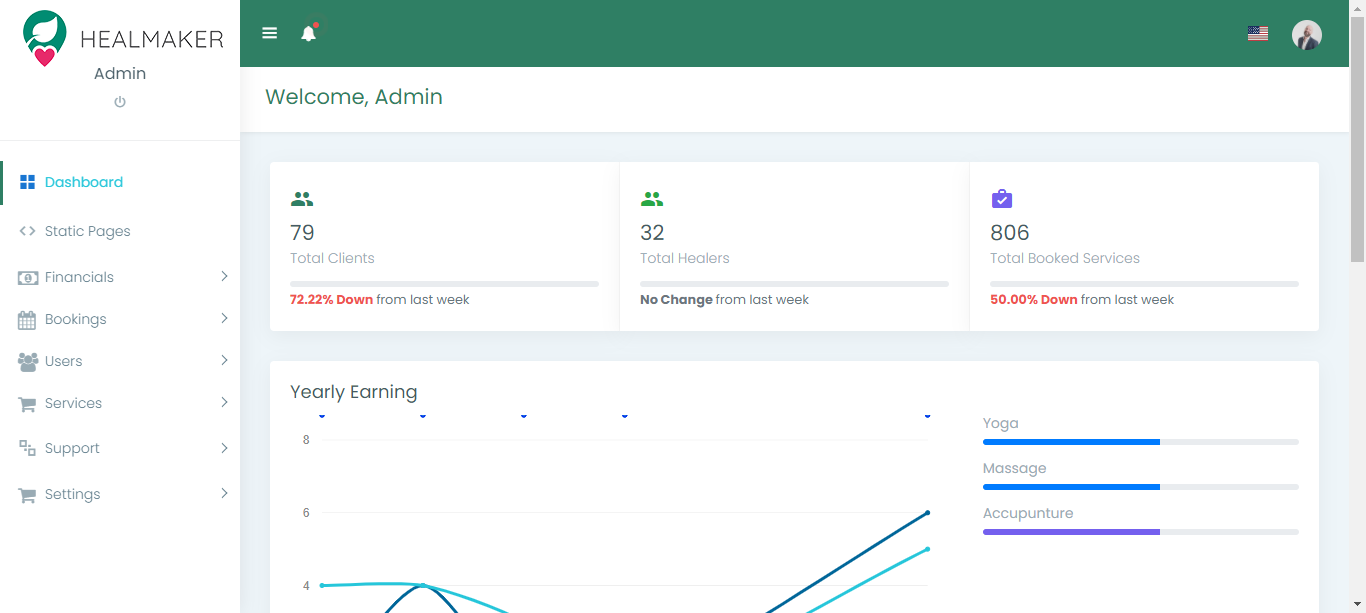 HEALMAKER
Admin
Dashboard
Static Pages
Financials
Bookings
Users
Services
Support
Settings
Welcome, Admin
79
Total Clients
72.22% Down from last week
32
Total Healers
No Change from last week
806
Total Booked Services
50.00% Down from last week
Yearly Earning
8
6
4
Yoga
Massage
Accupunture